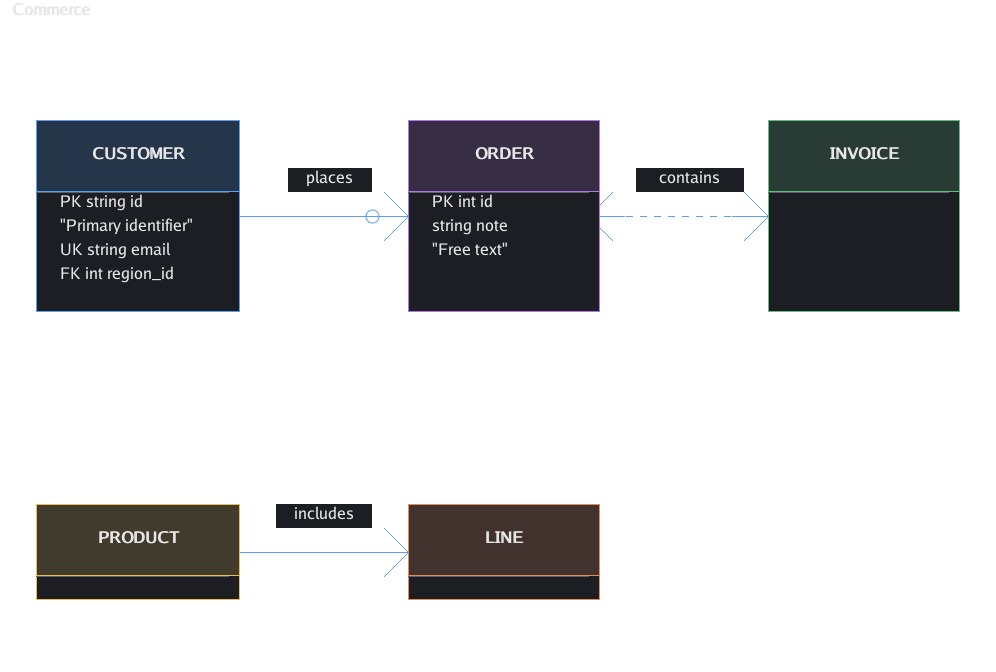 Commerce
CUSTOMER
PK string id
"Primary identifier"
UK string email
FK int region_id
places
ORDER
PK int id
string note
"Free text"
contains
INVOICE
PRODUCT
includes
LINE